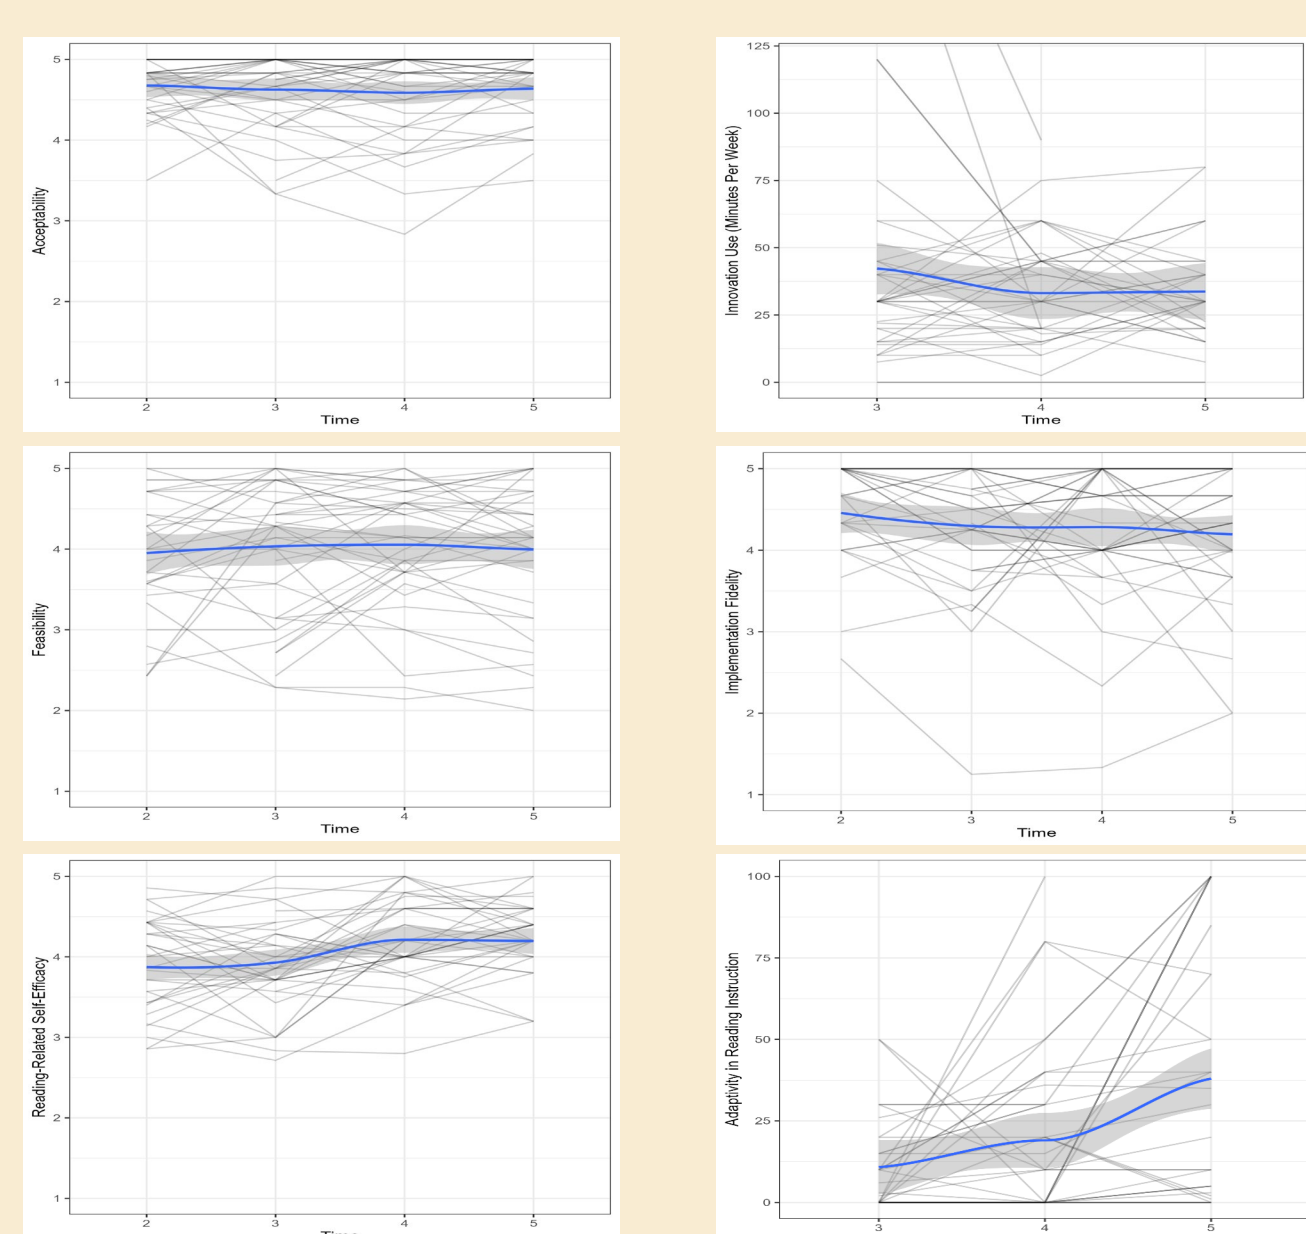 Acceptability
5
4
3
2
1
2 3 4 5
Time
Innovation Use (Minutes Per Week)
125
100
75
50
25
0
3 4 5
Time
Feasibility
5
4
3
2
1
2 3 4 5
Time
Implementation Fidelity
5
4
3
2
1
2 3 4 5
Time
Reading-Related Self-Efficacy
5
4
3
2
1
2 3 4 5
Time
Adaptivity in Reading Instruction
100
75
50
25
0
3 4 5